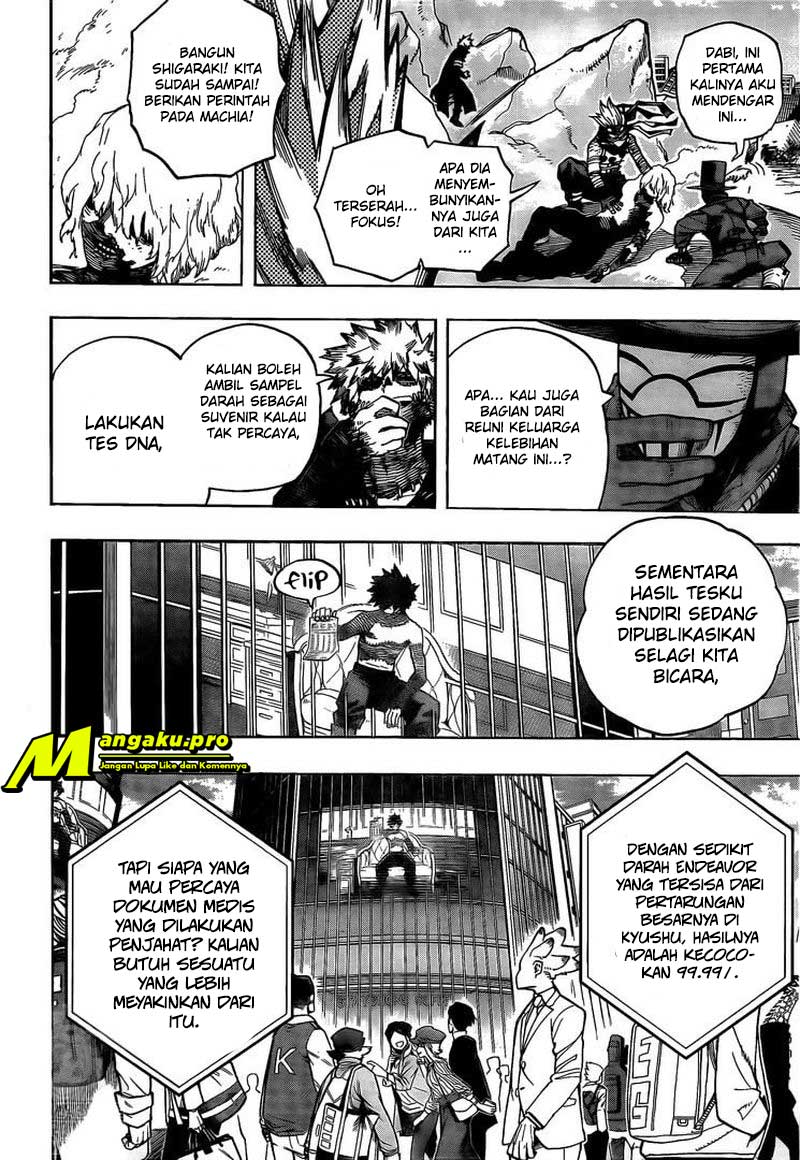 DABI, INI
PERTAMA
KALINYA AKU
MENDENGAR
INI...
APA DIA
MENYEM-
BUNYIKAN-
NYA JUGA
DARI KITA
...
OH
TERSERAH...
FOKUS!
BANGUN
SHIGARAKI! KITA
SUDAH SAMPAI!
BERIKAN PERINTAH
PADA MACHIA!
APA... KAU JUGA
BAGIAN DARI
REUNI KELUARGA
KELEBIHAN
MATANG INI...?
KALIAN BOLEH
AMBIL SAMPEL
DARAH SEBAGAI
SUVENIR KALAU
TAK PERCAYA,
LAKUKAN
TES DNA,
SEMENTARA
HASIL TESKU
SENDIRI SEDANG
DIPUBLIKASIKAN
SELAGI KITA
BICARA,
FLIP
Mangaku.pro
Jangan Lupa Like dan Komennya
DENGAN SEDIKIT
DARAH ENDEAVOR
YANG TERSISA DARI
PERTARUNGAN
BESARNYA DI
KYUSHU, HASILNYA
ADALAH KECOCO-
KAN 99.99/.
TAPI SIAPA YANG
MAU PERCAYA
DOKUMEN MEDIS
YANG DILAKUKAN
PENJAHAT? KALIAN
BUTUH SESUATU
YANG LEBIH
MEYAKINKAN DARI
ITU.
K